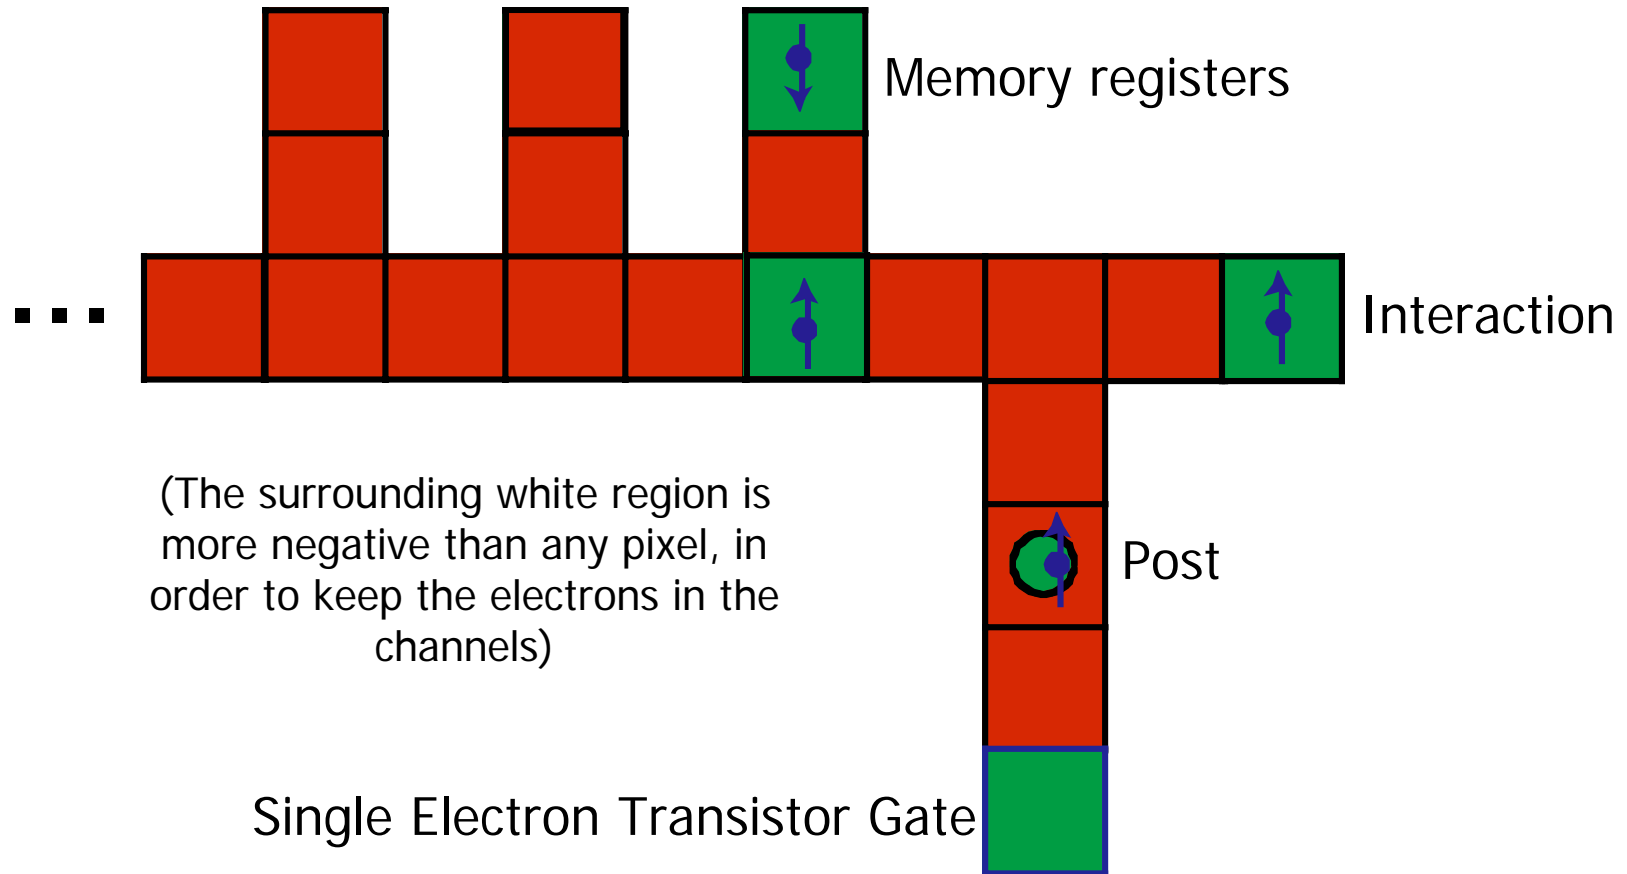 Memory registers
Interaction
(The surrounding white region is
more negative than any pixel, in
order to keep the electrons in the
channels)
Post
Single Electron Transistor Gate